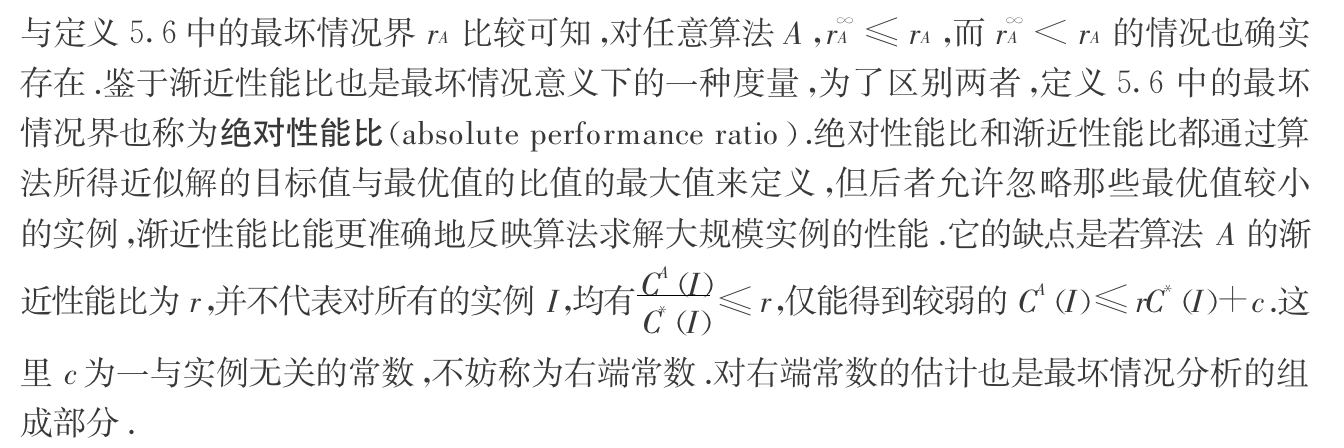 与定义 5.6 中的最坏情况界 r_A 比较可知,对任意算法 A,r_A^∞ ≤ r_A,而 r_A^∞ < r_A 的情况也确实
存在.鉴于渐近性能比也是最坏情况意义下的一种度量,为了区别两者,定义 5.6 中的最坏
情况界也称为绝对性能比(absolute performance ratio).绝对性能比和渐近性能比都通过算
法所得近似解的目标值与最优值的比值的最大值来定义,但后者允许忽略那些最优值较小
的实例,渐近性能比能更准确地反映算法求解大规模实例的性能.它的缺点是若算法 A 的渐
近性能比为 r,并不代表对所有的实例 I,均有 C^A(I)/C^*(I) ≤ r,仅能得到较弱的 C^A(I)≤rC^*(I)+c.这
里 c 为一与实例无关的常数,不妨称为右端常数.对右端常数的估计也是最坏情况分析的组
成部分.